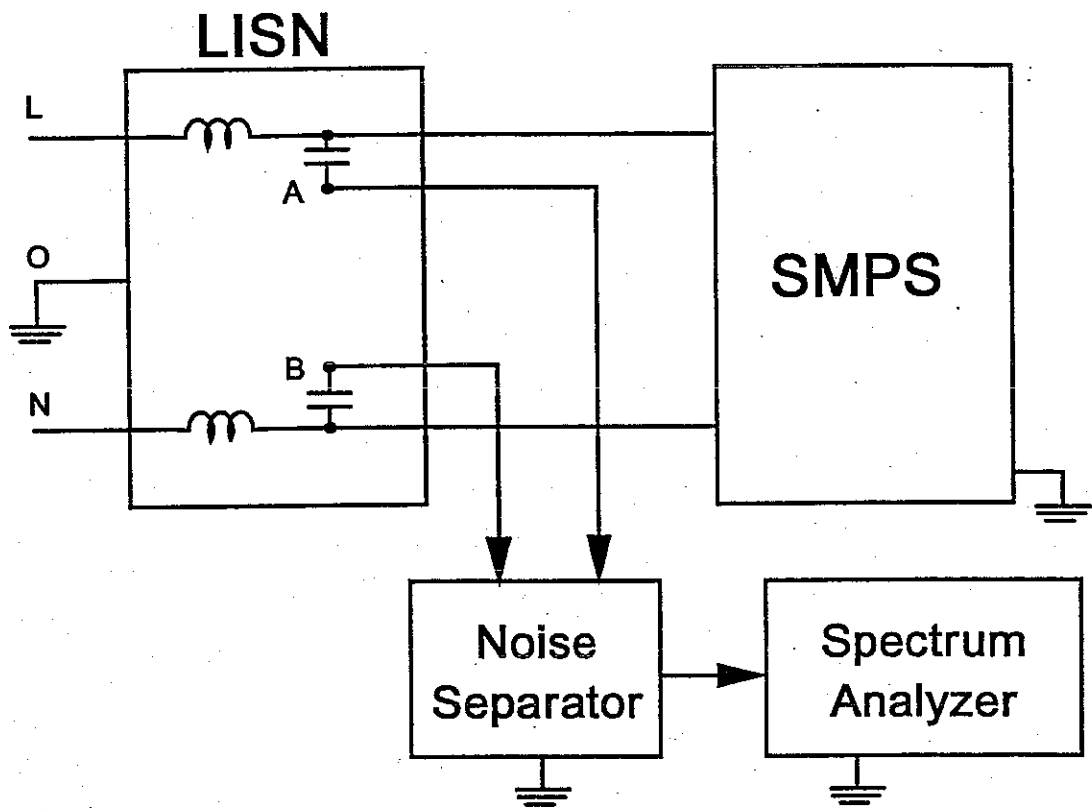 LISN
L
A
O
SMPS
B
N
Noise
Separator
Spectrum
Analyzer